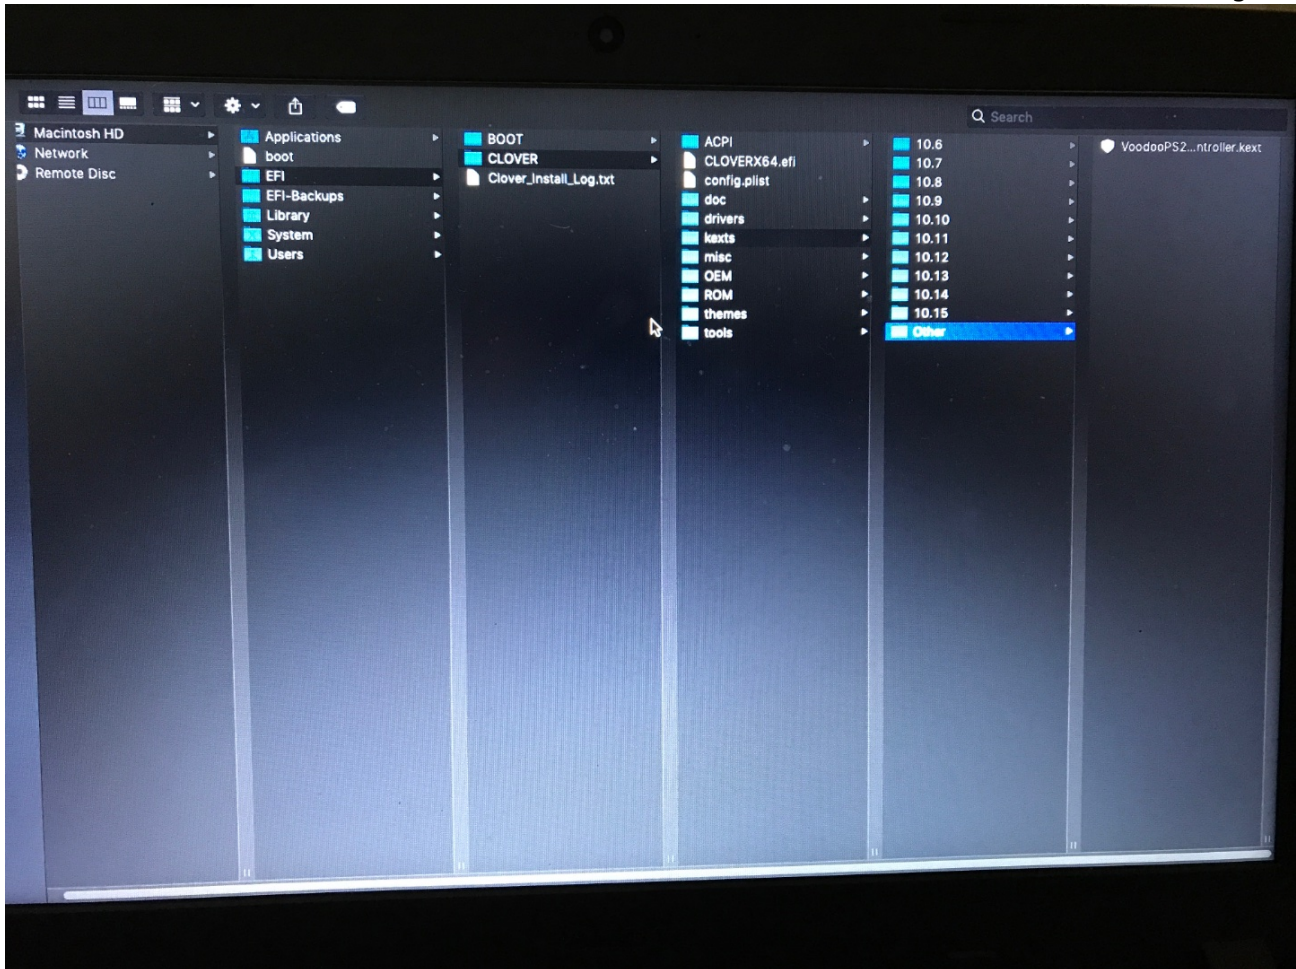 Search
Macintosh HD
Network
Remote Disc
Applications
boot
EFI
EFI-Backups
Library
System
Users
BOOT
CLOVER
Clover_Install_Log.txt
ACPI
CLOVERX64.efi
config.plist
doc
drivers
kexts
misc
OEM
ROM
themes
tools
10.6
10.7
10.8
10.9
10.10
10.11
10.12
10.13
10.14
10.15
Other
VoodooPS2...ntroller.kext